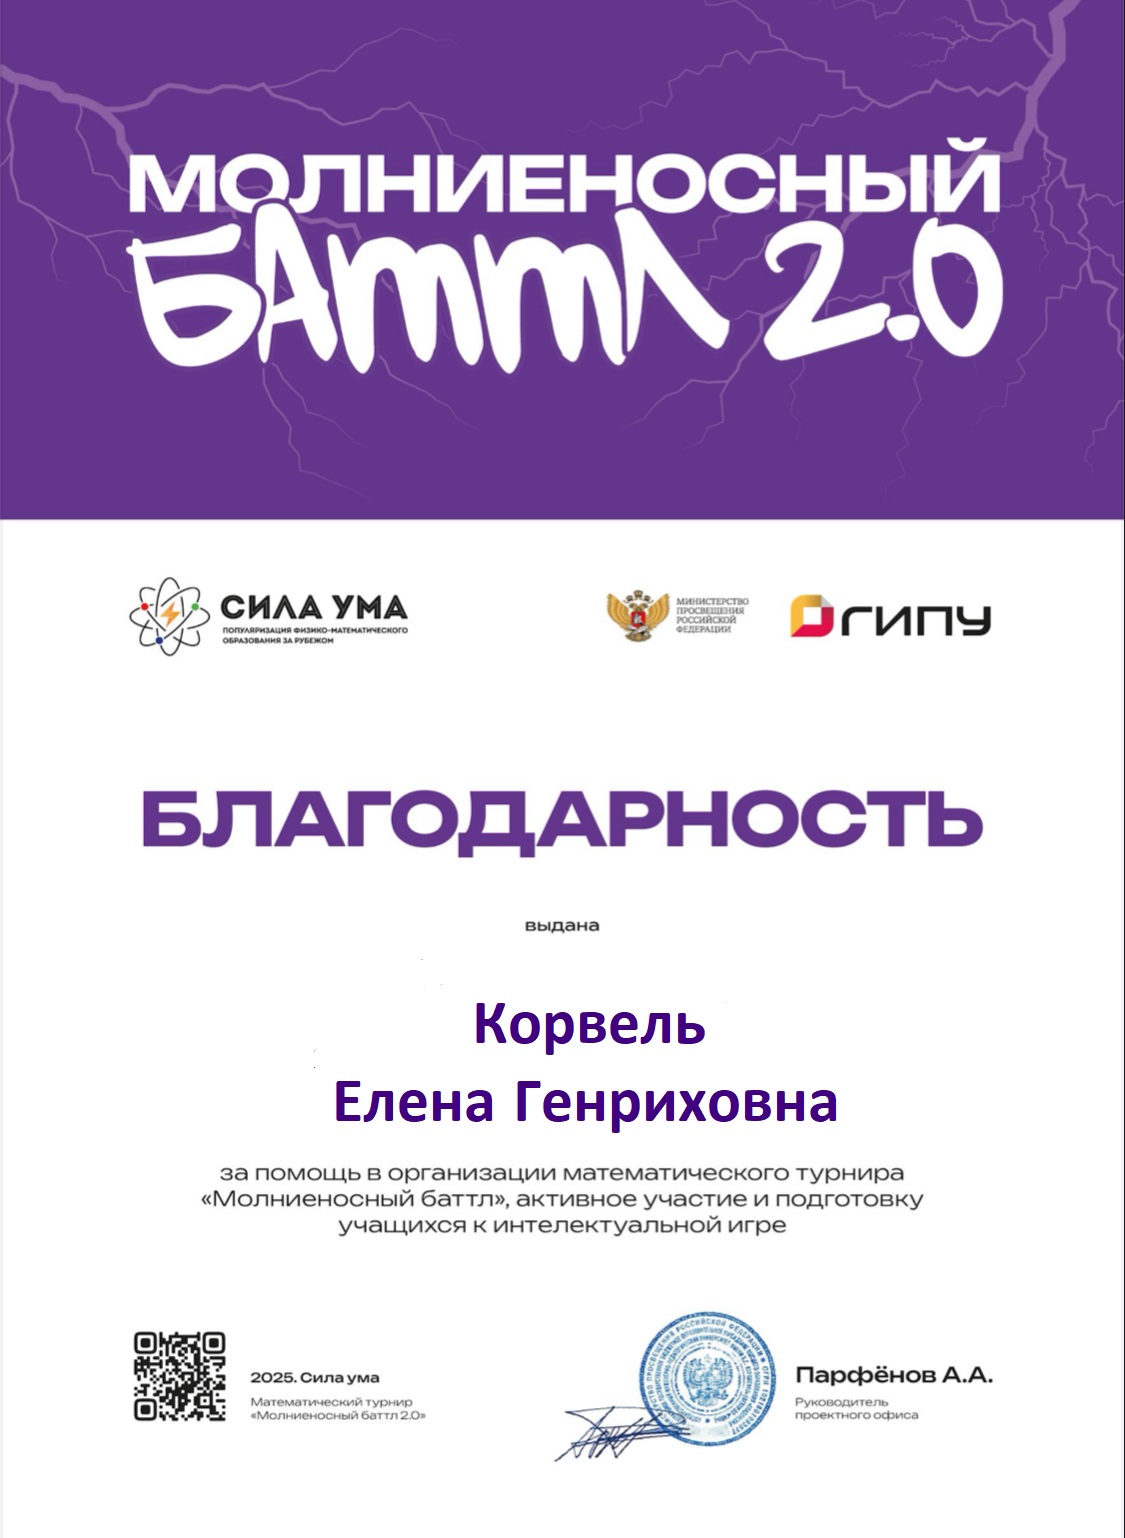 МОЛНИЕНОСНЫЙ
БАТТЛ 2.0
СИЛА УМА
ПОПУЛЯРИЗАЦИЯ ФИЗИКО-МАТЕМАТИЧЕСКОГО
ОБРАЗОВАНИЯ ЗА РУБЕЖОМ
МИНИСТЕРСТВО
ПРОСВЕЩЕНИЯ
РОССИЙСКОЙ
ФЕДЕРАЦИИ
ГИПУ
БЛАГОДАРНОСТЬ
выдана
Корвель
Елена Генриховна
за помощь в организации математического турнира
«Молниеносный баттл», активное участие и подготовку
учащихся к интелектуальной игре
2025. Сила ума
Математический турнир
«Молниеносный баттл 2.0»
Парфёнов А.А.
Руководитель
проектного офиса